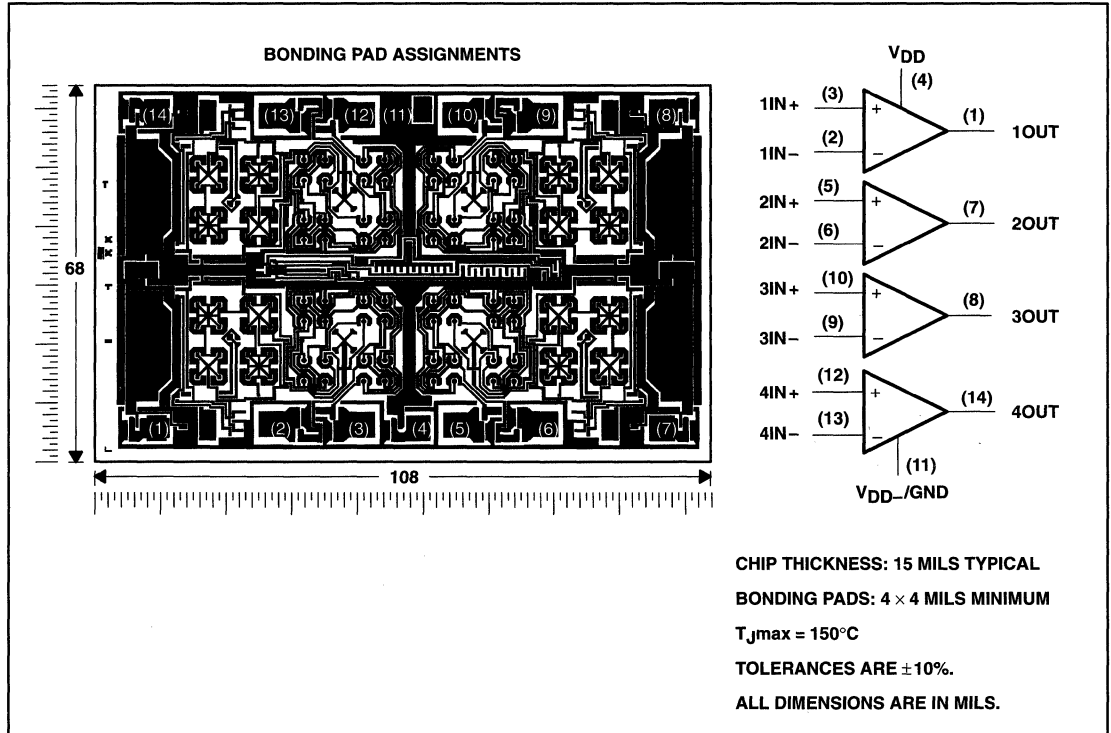 BONDING PAD ASSIGNMENTS
(14)
(13)
(12)
(11)
(10)
(9)
(8)
68
(1)
(2)
(3)
(4)
(5)
(6)
(7)
108
VDD
(4)
1IN+ (3) + (1) 1OUT
1IN− (2) −
2IN+ (5) + (7) 2OUT
2IN− (6) −
3IN+ (10) + (8) 3OUT
3IN− (9) −
4IN+ (12) + (14) 4OUT
4IN− (13) −
(11)
VDD−/GND
CHIP THICKNESS: 15 MILS TYPICAL
BONDING PADS: 4 × 4 MILS MINIMUM
TJmax = 150°C
TOLERANCES ARE ±10%.
ALL DIMENSIONS ARE IN MILS.